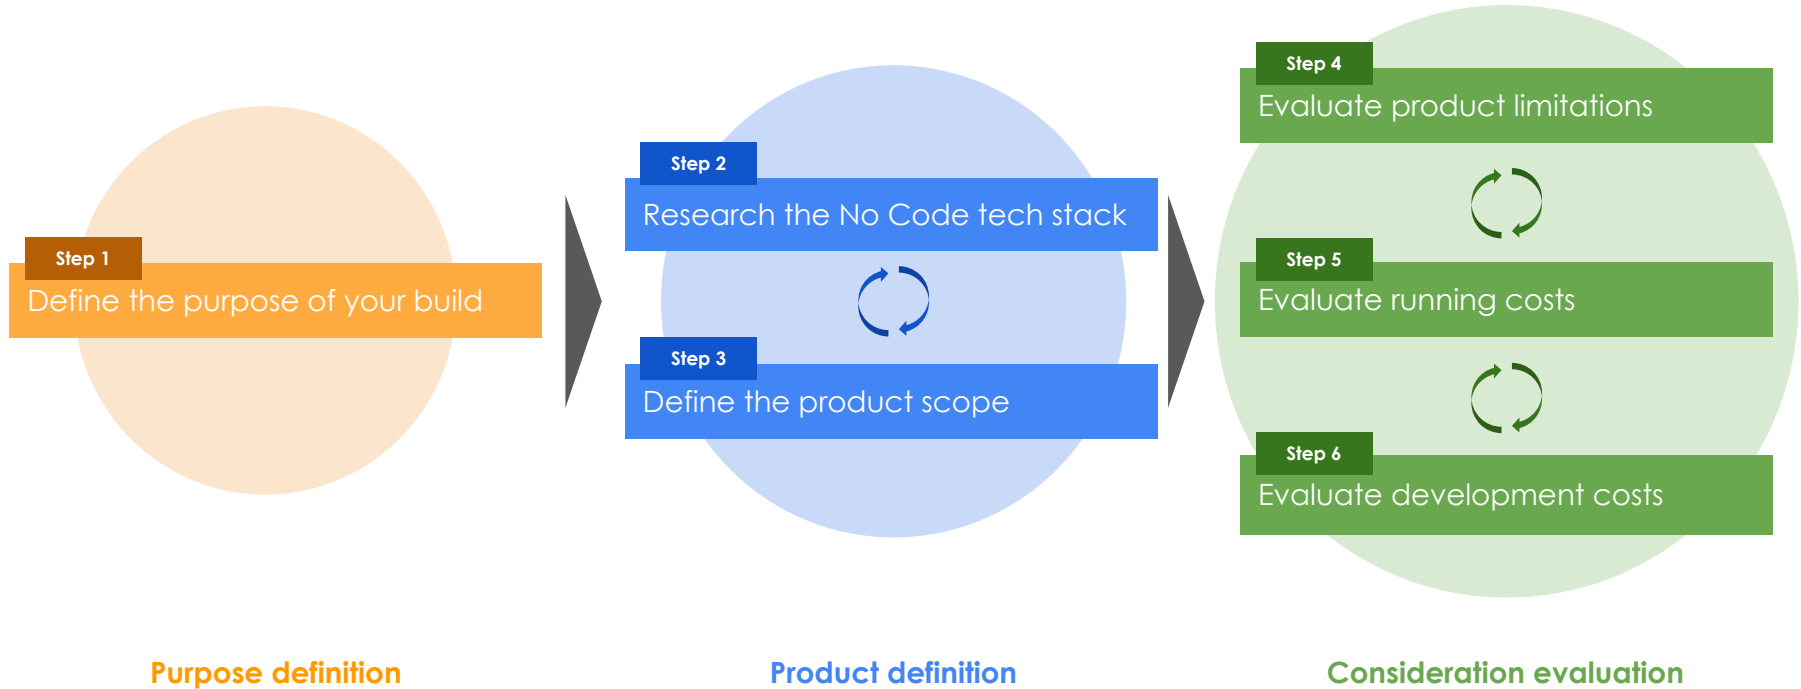 Step 1
Define the purpose of your build
Purpose definition
Step 2
Research the No Code tech stack
Step 3
Define the product scope
Product definition
Step 4
Evaluate product limitations
Step 5
Evaluate running costs
Step 6
Evaluate development costs
Consideration evaluation